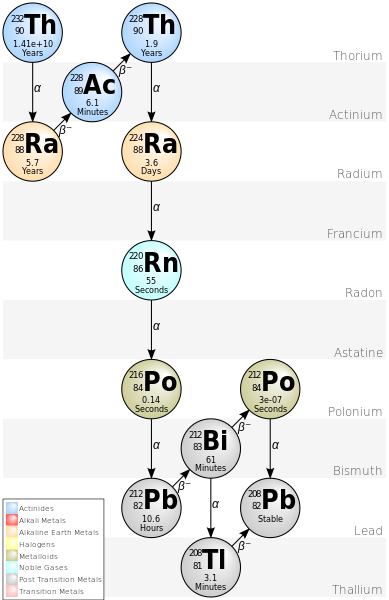 232
90 Th
1.41e+10
Years
228
90 Th
1.9
Years
Thorium
α
β⁻
α
228
89 Ac
6.1
Minutes
Actinium
β⁻
228
88 Ra
5.7
Years
224
88 Ra
3.6
Days
Radium
α
Francium
220
86 Rn
55
Seconds
Radon
α
Astatine
216
84 Po
0.14
Seconds
212
84 Po
3e-07
Seconds
Polonium
α
β⁻
α
212
83 Bi
61
Minutes
Bismuth
β⁻
212
82 Pb
10.6
Hours
α
208
82 Pb
Stable
Lead
β⁻
208
81 Tl
3.1
Minutes
Thallium
Actinides
Alkali Metals
Alkaline Earth Metals
Halogens
Metalloids
Noble Gases
Post Transition Metals
Transition Metals